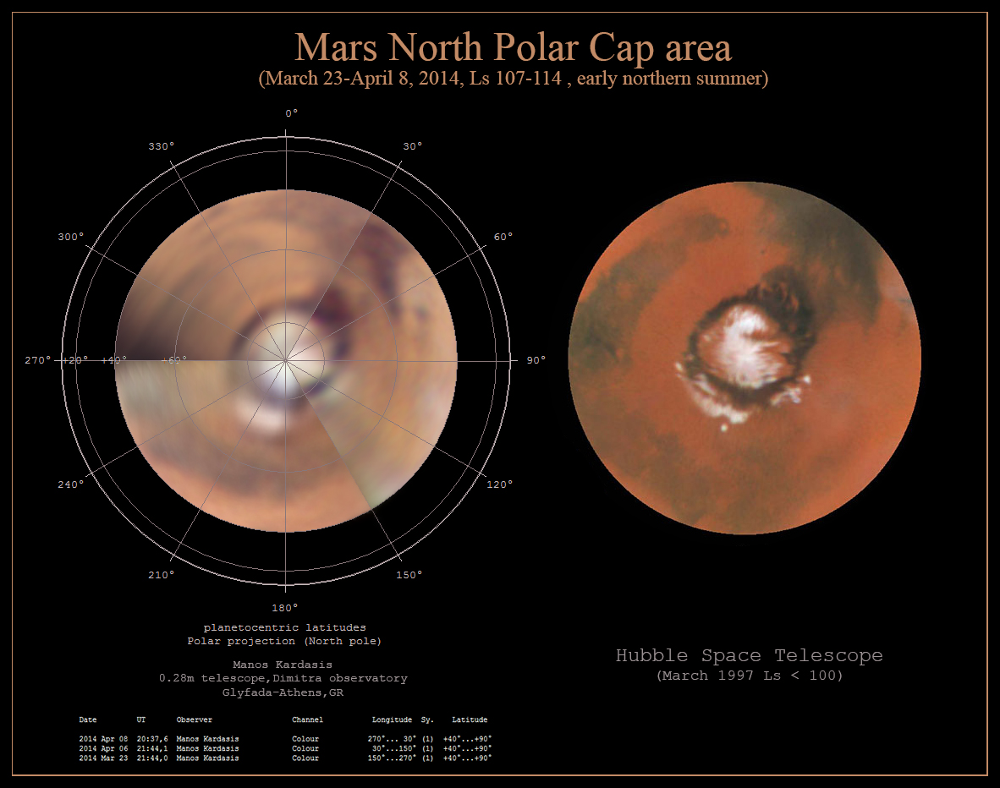 Mars North Polar Cap area
(March 23-April 8, 2014, Ls 107-114 , early northern summer)
0°
330°
30°
300°
60°
270°
+20°
+40°
+60°
90°
240°
120°
210°
150°
180°
planetocentric latitudes
Polar projection (North pole)
Manos Kardasis
0.28m telescope,Dimitra observatory
Glyfada-Athens,GR
Hubble Space Telescope
(March 1997 Ls < 100)
Date UT Observer Channel Longitude Sy. Latitude
2014 Apr 08 20:37,6 Manos Kardasis Colour 270°... 30° (1) +40°...+90°
2014 Apr 06 21:44,1 Manos Kardasis Colour 30°...150° (1) +40°...+90°
2014 Mar 23 21:44,0 Manos Kardasis Colour 150°...270° (1) +40°...+90°